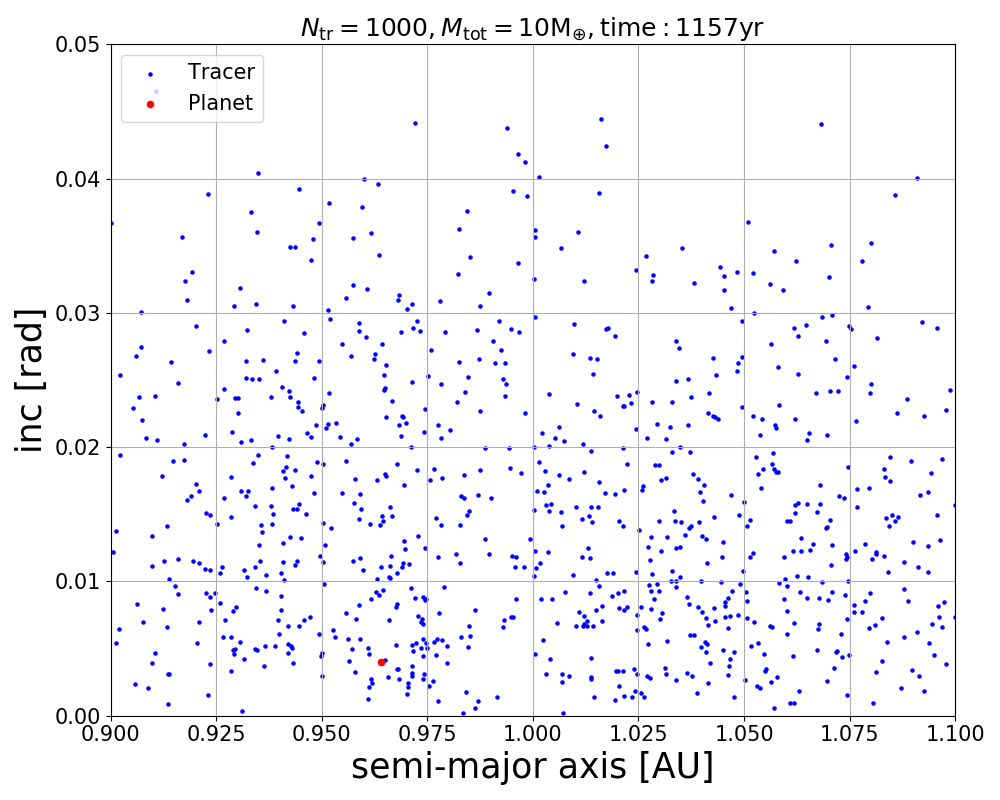 N_tr = 1000, M_tot = 10M_⊕, time : 1157yr
0.05
Tracer
Planet
0.04
0.03
0.02
0.01
0.00
inc [rad]
0.900 0.925 0.950 0.975 1.000 1.025 1.050 1.075 1.100
semi-major axis [AU]